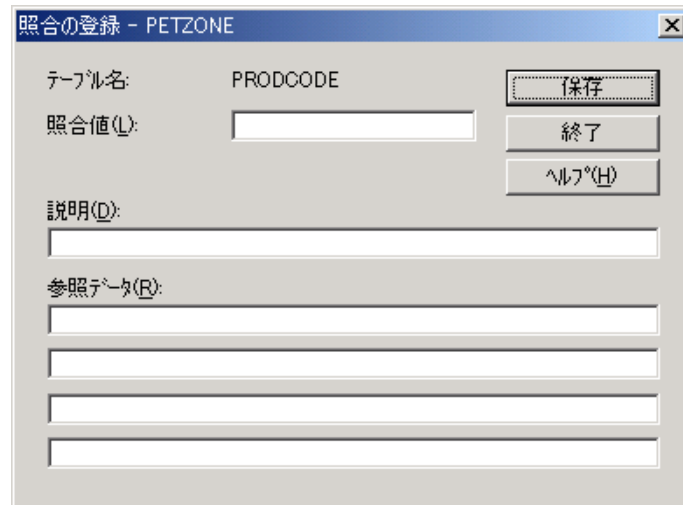 照合の登録 - PETZONE
ﾃｰﾌﾞﾙ名: PRODCODE
保存
照合値(L):
終了
ﾍﾙﾌﾟ(H)
説明(D):
参照ﾃﾞｰﾀ(R):